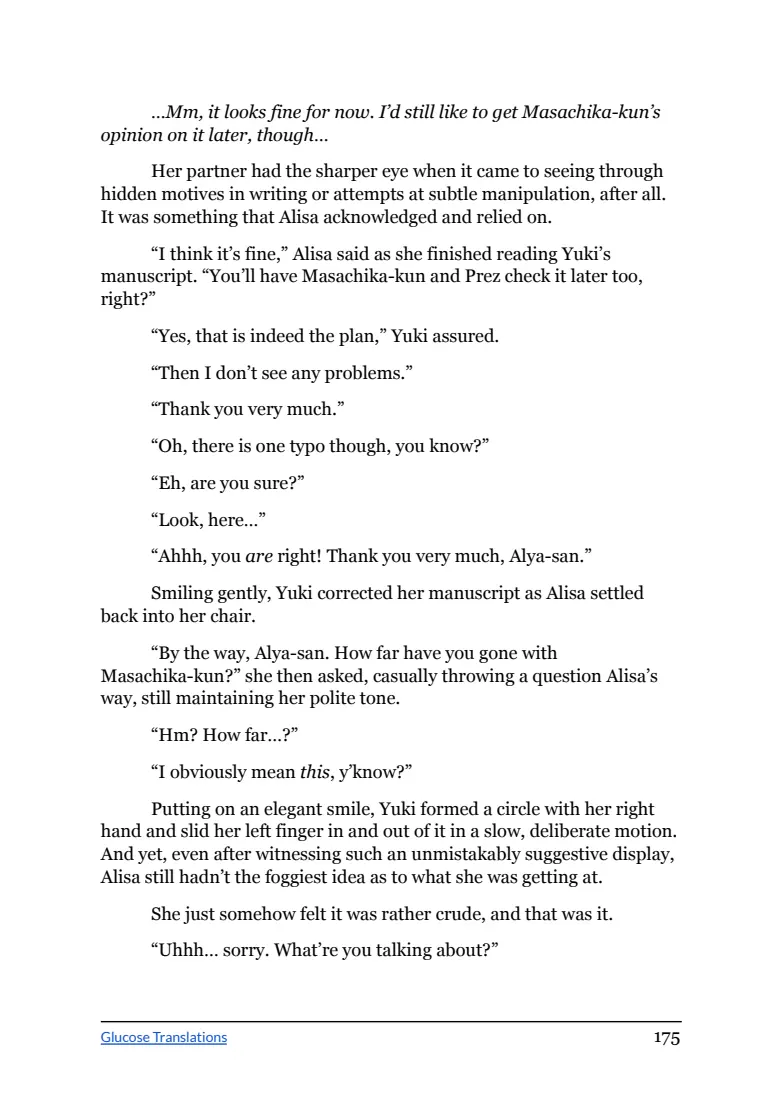 …Mm, it looks fine for now. I’d still like to get Masachika-kun’s
opinion on it later, though…
Her partner had the sharper eye when it came to seeing through
hidden motives in writing or attempts at subtle manipulation, after all.
It was something that Alisa acknowledged and relied on.
“I think it’s fine,” Alisa said as she finished reading Yuki’s
manuscript. “You’ll have Masachika-kun and Prez check it later too,
right?”
“Yes, that is indeed the plan,” Yuki assured.
“Then I don’t see any problems.”
“Thank you very much.”
“Oh, there is one typo though, you know?”
“Eh, are you sure?”
“Look, here…”
“Ahhh, you are right! Thank you very much, Alya-san.”
Smiling gently, Yuki corrected her manuscript as Alisa settled
back into her chair.
“By the way, Alya-san. How far have you gone with
Masachika-kun?” she then asked, casually throwing a question Alisa’s
way, still maintaining her polite tone.
“Hm? How far…?”
“I obviously mean this, y’know?”
Putting on an elegant smile, Yuki formed a circle with her right
hand and slid her left finger in and out of it in a slow, deliberate motion.
And yet, even after witnessing such an unmistakably suggestive display,
Alisa still hadn’t the foggiest idea as to what she was getting at.
She just somehow felt it was rather crude, and that was it.
“Uhhh… sorry. What’re you talking about?”
Glucose Translations
175